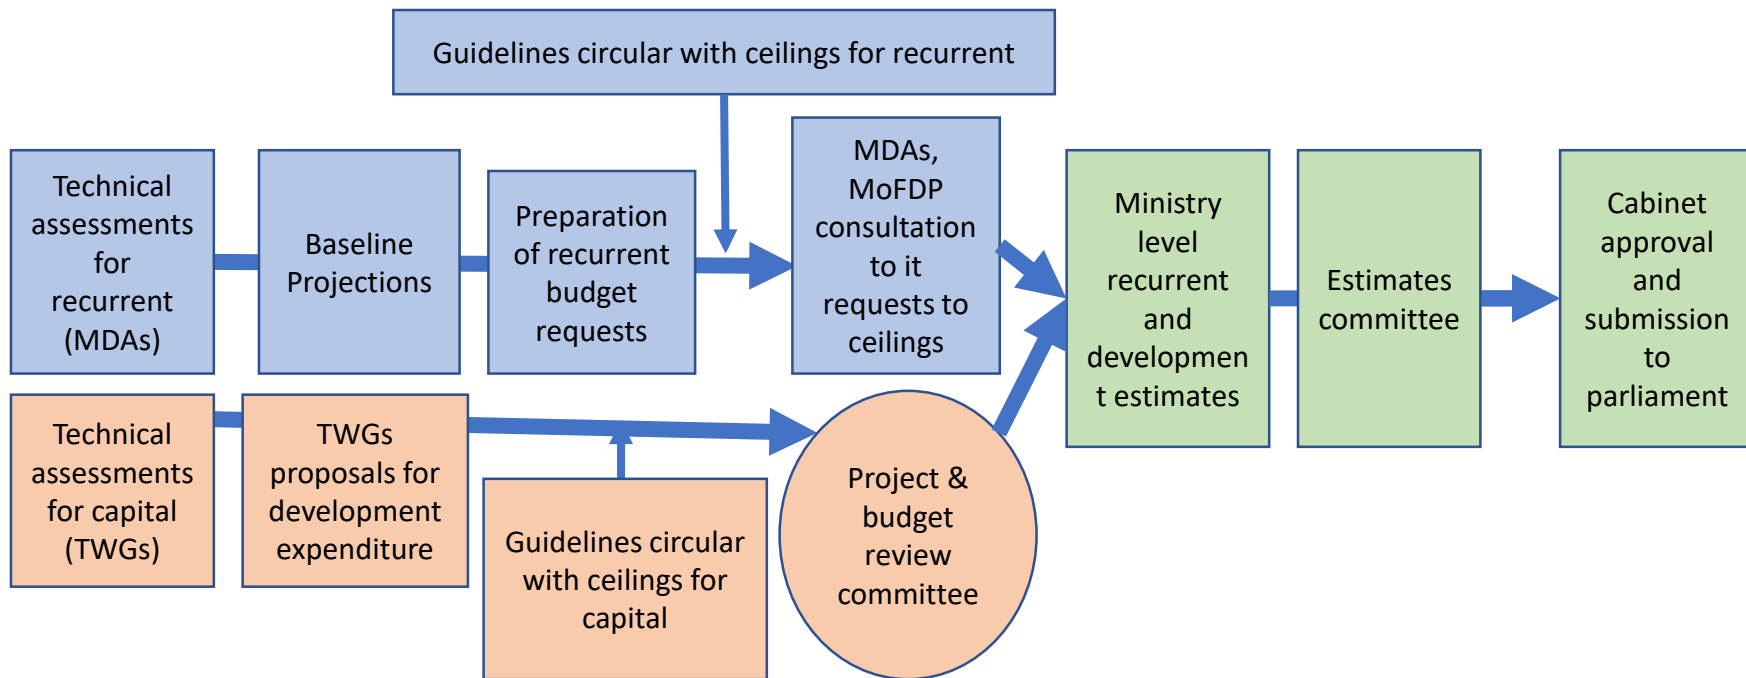 Guidelines circular with ceilings for recurrent
Technical
assessments
for
recurrent
(MDAs)
Baseline
Projections
Preparation
of recurrent
budget
requests
MDAs,
MoFDP
consultation
to it
requests to
ceilings
Ministry
level
recurrent
and
developmen
t estimates
Estimates
committee
Cabinet
approval
and
submission
to
parliament
Technical
assessments
for capital
(TWGs)
TWGs
proposals for
development
expenditure
Guidelines circular
with ceilings for
capital
Project &
budget
review
committee